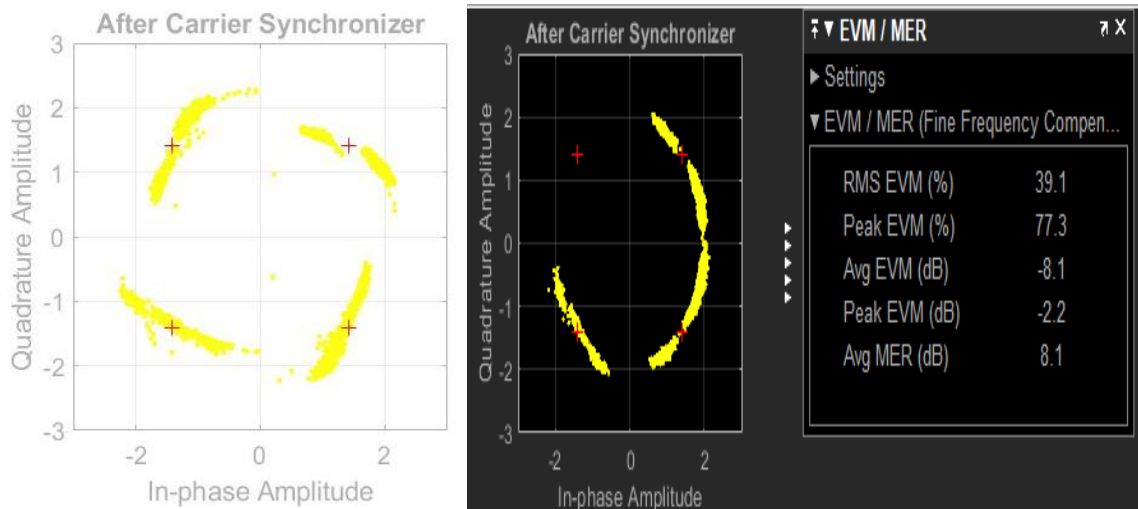 After Carrier Synchronizer
3
2
1
0
-1
-2
-3
Quadrature Amplitude
-2 0 2
In-phase Amplitude
After Carrier Synchronizer
3
2
1
0
-1
-2
-3
Quadrature Amplitude
-2 0 2
In-phase Amplitude
EVM / MER
Settings
EVM / MER (Fine Frequency Compen...
RMS EVM (%) 39.1
Peak EVM (%) 77.3
Avg EVM (dB) -8.1
Peak EVM (dB) -2.2
Avg MER (dB) 8.1